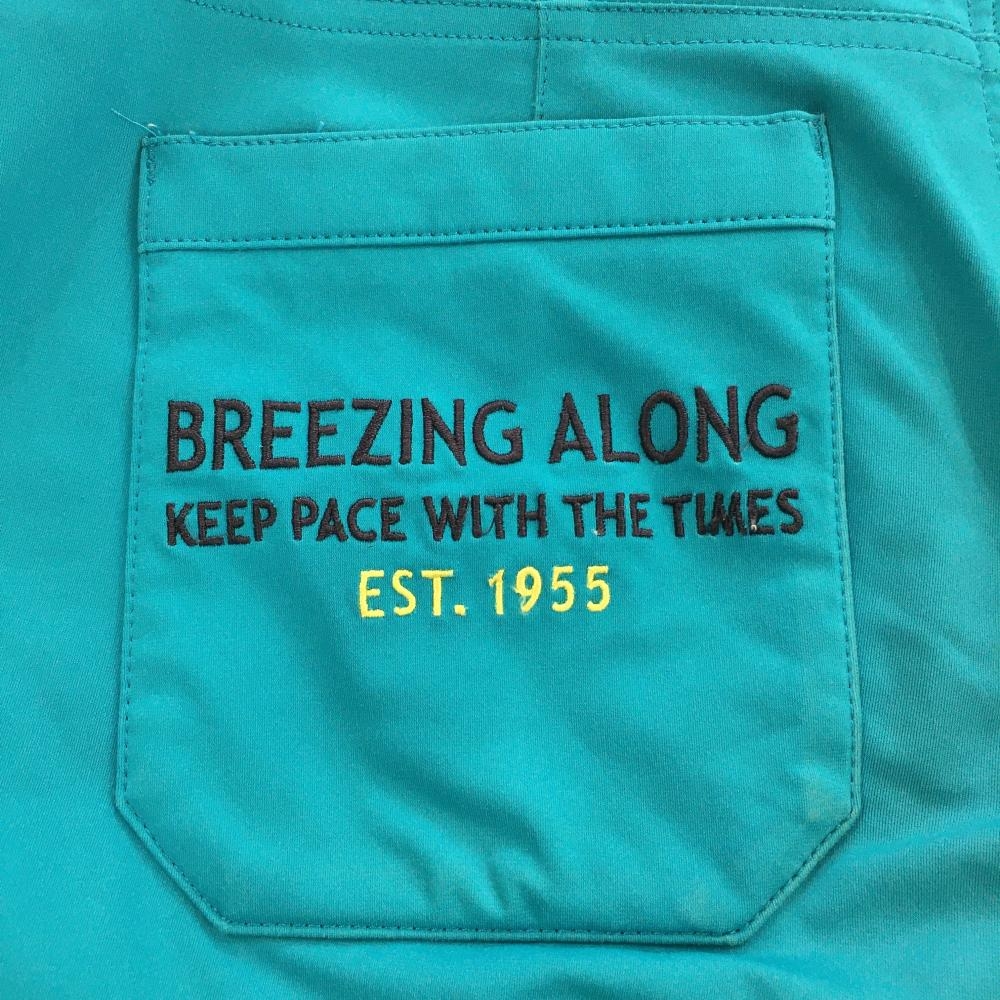 BREEZING ALONG
KEEP PACE WITH THE TIMES
EST. 1955